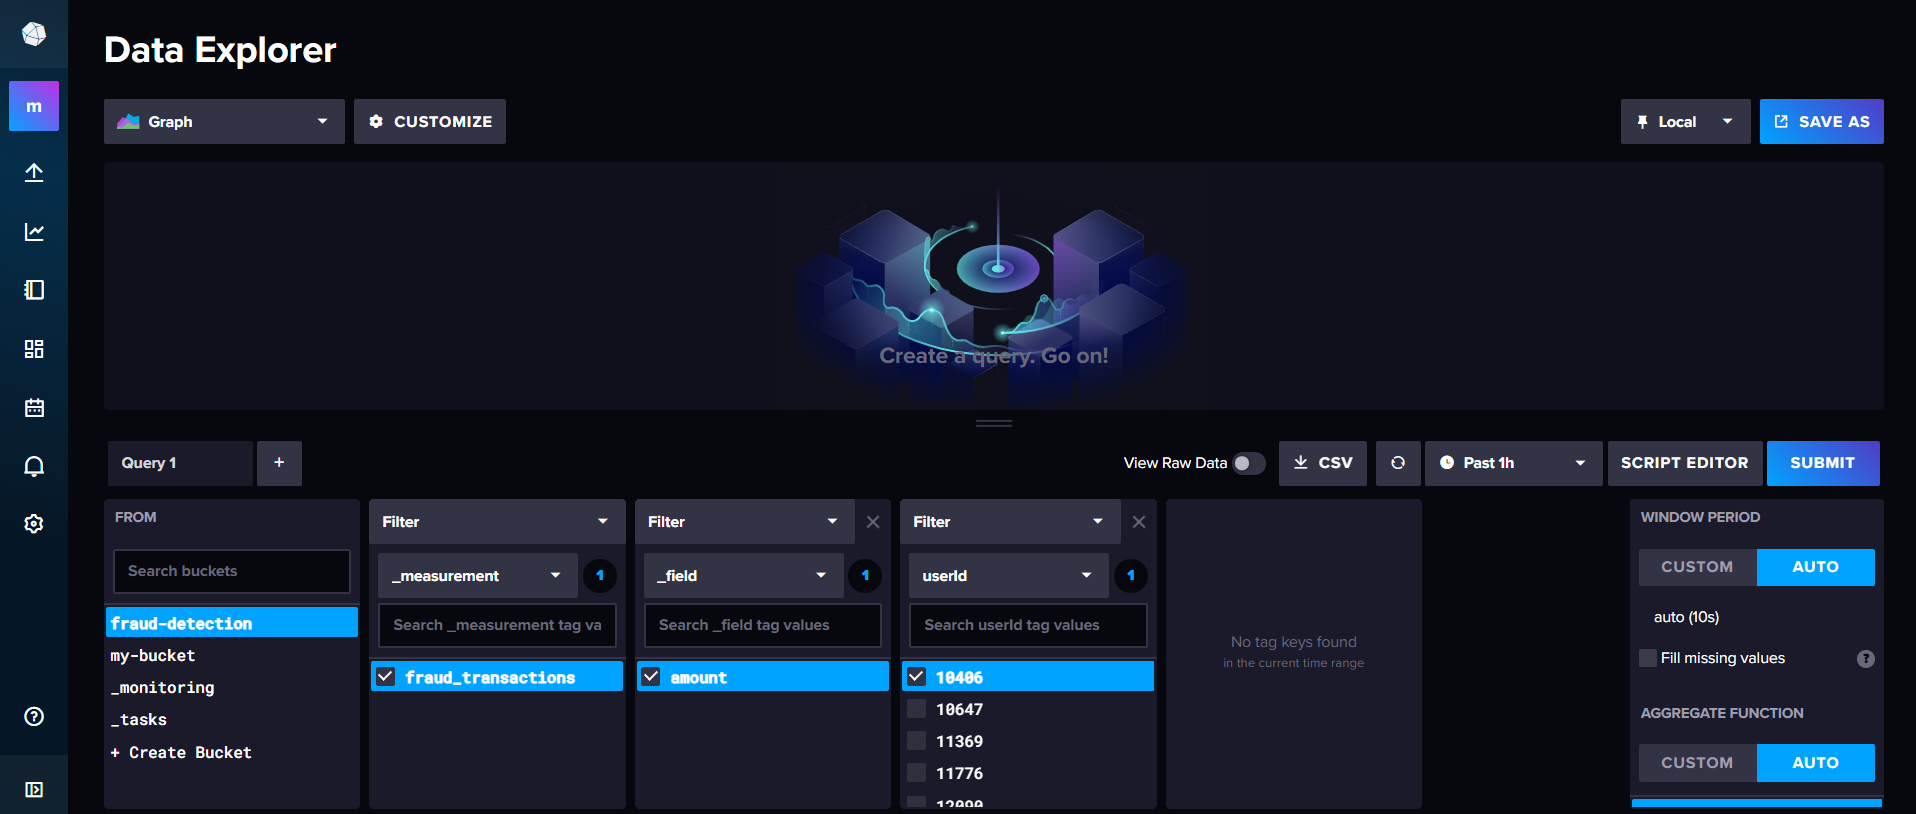 Data Explorer
m
Graph
CUSTOMIZE
Local
SAVE AS
Create a query. Go on!
Query 1
+
View Raw Data
CSV
Past 1h
SCRIPT EDITOR
SUBMIT
FROM
Search buckets
fraud-detection
my-bucket
_monitoring
_tasks
+ Create Bucket
Filter
_measurement
1
Search _measurement tag va
fraud_transactions
Filter
_field
1
Search _field tag values
amount
Filter
userId
1
Search userId tag values
10406
10647
11369
11776
12090
No tag keys found
in the current time range
WINDOW PERIOD
CUSTOM
AUTO
auto (10s)
Fill missing values
?
AGGREGATE FUNCTION
CUSTOM
AUTO